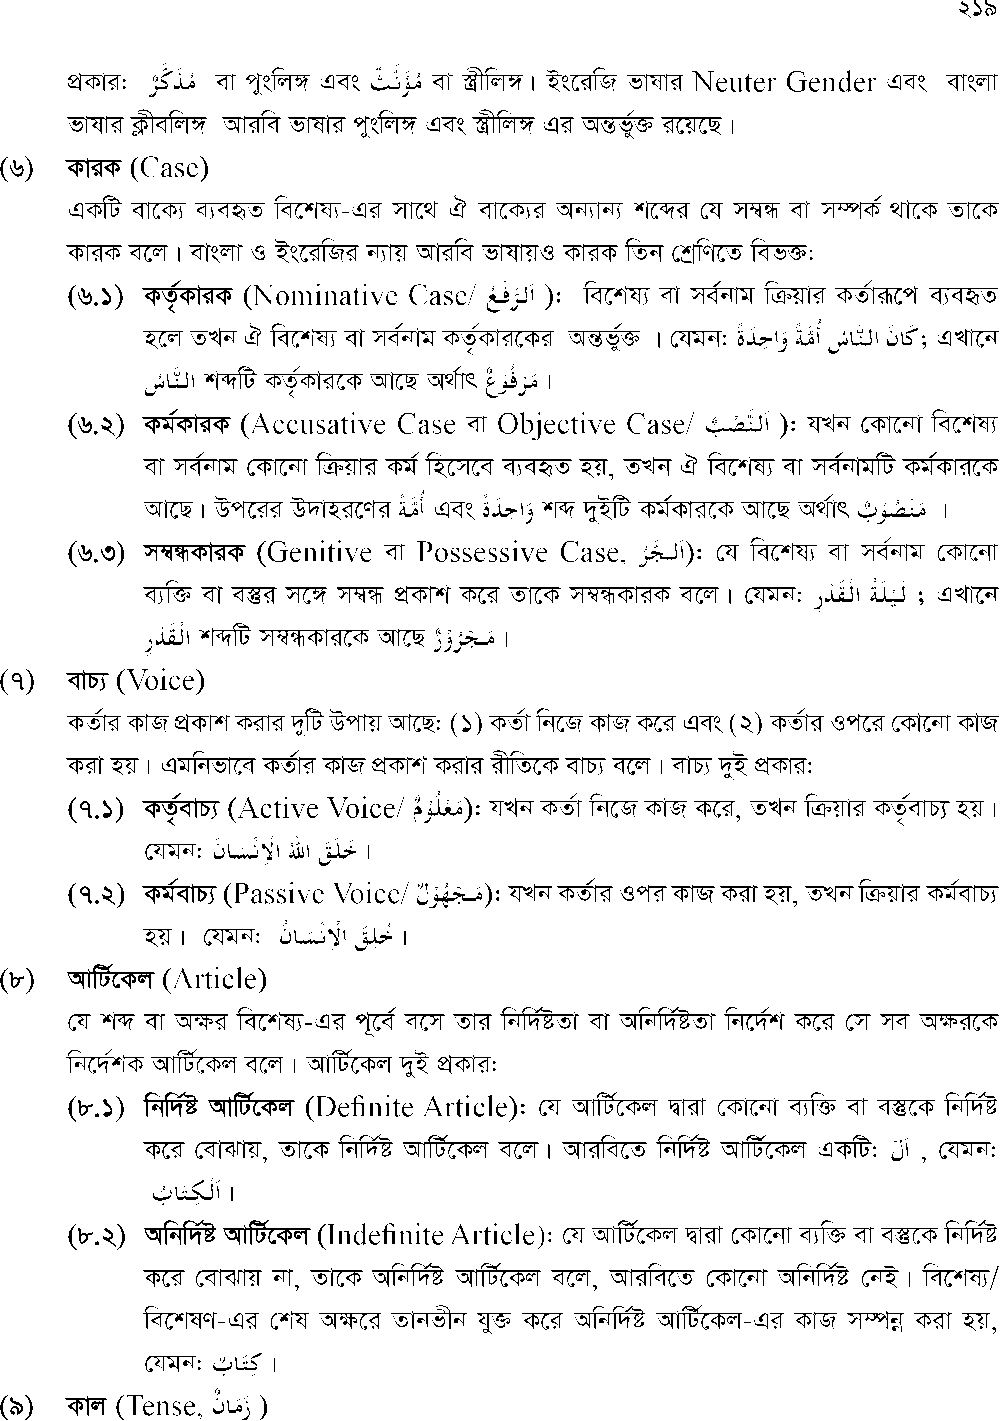 ২১৯
প্রকার: مُذَكَّرٌ বা পুংলিঙ্গ এবং مُؤَنَّثٌ বা স্ত্রীলিঙ্গ। ইংরেজি ভাষার Neuter Gender এবং বাংলা
ভাষার ক্লীবলিঙ্গ আরবি ভাষার পুংলিঙ্গ এবং স্ত্রীলিঙ্গ এর অন্তর্ভুক্ত রয়েছে।
(৬) কারক (Case)
একটি বাক্যে ব্যবহৃত বিশেষ্য-এর সাথে ঐ বাক্যের অন্যান্য শব্দের যে সম্বন্ধ বা সম্পর্ক থাকে তাকে
কারক বলে। বাংলা ও ইংরেজির ন্যায় আরবি ভাষায়ও কারক তিন শ্রেণিতে বিভক্ত:
(৬.১) কর্তৃকারক (Nominative Case/ اَلرَّفْعُ ): বিশেষ্য বা সর্বনাম ক্রিয়ার কর্তারূপে ব্যবহৃত
হলে তখন ঐ বিশেষ্য বা সর্বনাম কর্তৃকারকের অন্তর্ভুক্ত । যেমন: كَانَ النَّاسُ أُمَّةً وَاحِدَةً ; এখানে
النَّاسُ শব্দটি কর্তৃকারকে আছে অর্থাৎ مَرْفُوْعٌ ।
(৬.২) কর্মকারক (Accusative Case বা Objective Case/ اَلنَّصْبُ ): যখন কোনো বিশেষ্য
বা সর্বনাম কোনো ক্রিয়ার কর্ম হিসেবে ব্যবহৃত হয়, তখন ঐ বিশেষ্য বা সর্বনামটি কর্মকারকে
আছে। উপরের উদাহরণের أُمَّةً এবং وَاحِدَةً শব্দ দুইটি কর্মকারকে আছে অর্থাৎ مَنْصُوْبٌ ।
(৬.৩) সম্বন্ধকারক (Genitive বা Possessive Case, اَلْجَرُّ): যে বিশেষ্য বা সর্বনাম কোনো
ব্যক্তি বা বস্তুর সঙ্গে সম্বন্ধ প্রকাশ করে তাকে সম্বন্ধকারক বলে। যেমন: لَيْلَةُ الْقَدْرِ ; এখানে
الْقَدْرِ শব্দটি সম্বন্ধকারকে আছে مَجْرُوْرٌ ।
(৭) বাচ্য (Voice)
কর্তার কাজ প্রকাশ করার দুটি উপায় আছে: (১) কর্তা নিজে কাজ করে এবং (২) কর্তার ওপরে কোনো কাজ
করা হয়। এমনিভাবে কর্তার কাজ প্রকাশ করার রীতিকে বাচ্য বলে। বাচ্য দুই প্রকার:
(৭.১) কর্তৃবাচ্য (Active Voice/ مَعْلُوْمٌ): যখন কর্তা নিজে কাজ করে, তখন ক্রিয়ার কর্তৃবাচ্য হয়।
যেমন: خَلَقَ اللهُ الْإِنْسَانَ ।
(৭.২) কর্মবাচ্য (Passive Voice/ مَجْهُوْلٌ): যখন কর্তার ওপর কাজ করা হয়, তখন ক্রিয়ার কর্মবাচ্য
হয়। যেমন: خُلِقَ الْإِنْسَانُ ।
(৮) আর্টিকেল (Article)
যে শব্দ বা অক্ষর বিশেষ্য-এর পূর্বে বসে তার নির্দিষ্টতা বা অনির্দিষ্টতা নির্দেশ করে সে সব অক্ষরকে
নির্দেশক আর্টিকেল বলে। আর্টিকেল দুই প্রকার:
(৮.১) নির্দিষ্ট আর্টিকেল (Definite Article): যে আর্টিকেল দ্বারা কোনো ব্যক্তি বা বস্তুকে নির্দিষ্ট
করে বোঝায়, তাকে নির্দিষ্ট আর্টিকেল বলে। আরবিতে নির্দিষ্ট আর্টিকেল একটি: اَلْ , যেমন:
اَلْكِتَابُ ।
(৮.২) অনির্দিষ্ট আর্টিকেল (Indefinite Article): যে আর্টিকেল দ্বারা কোনো ব্যক্তি বা বস্তুকে নির্দিষ্ট
করে বোঝায় না, তাকে অনির্দিষ্ট আর্টিকেল বলে, আরবিতে কোনো অনির্দিষ্ট নেই। বিশেষ্য/
বিশেষণ-এর শেষ অক্ষরে তানভীন যুক্ত করে অনির্দিষ্ট আর্টিকেল-এর কাজ সম্পন্ন করা হয়,
যেমন: كِتَابٌ ।
(৯) কাল (Tense, زَمَانٌ )